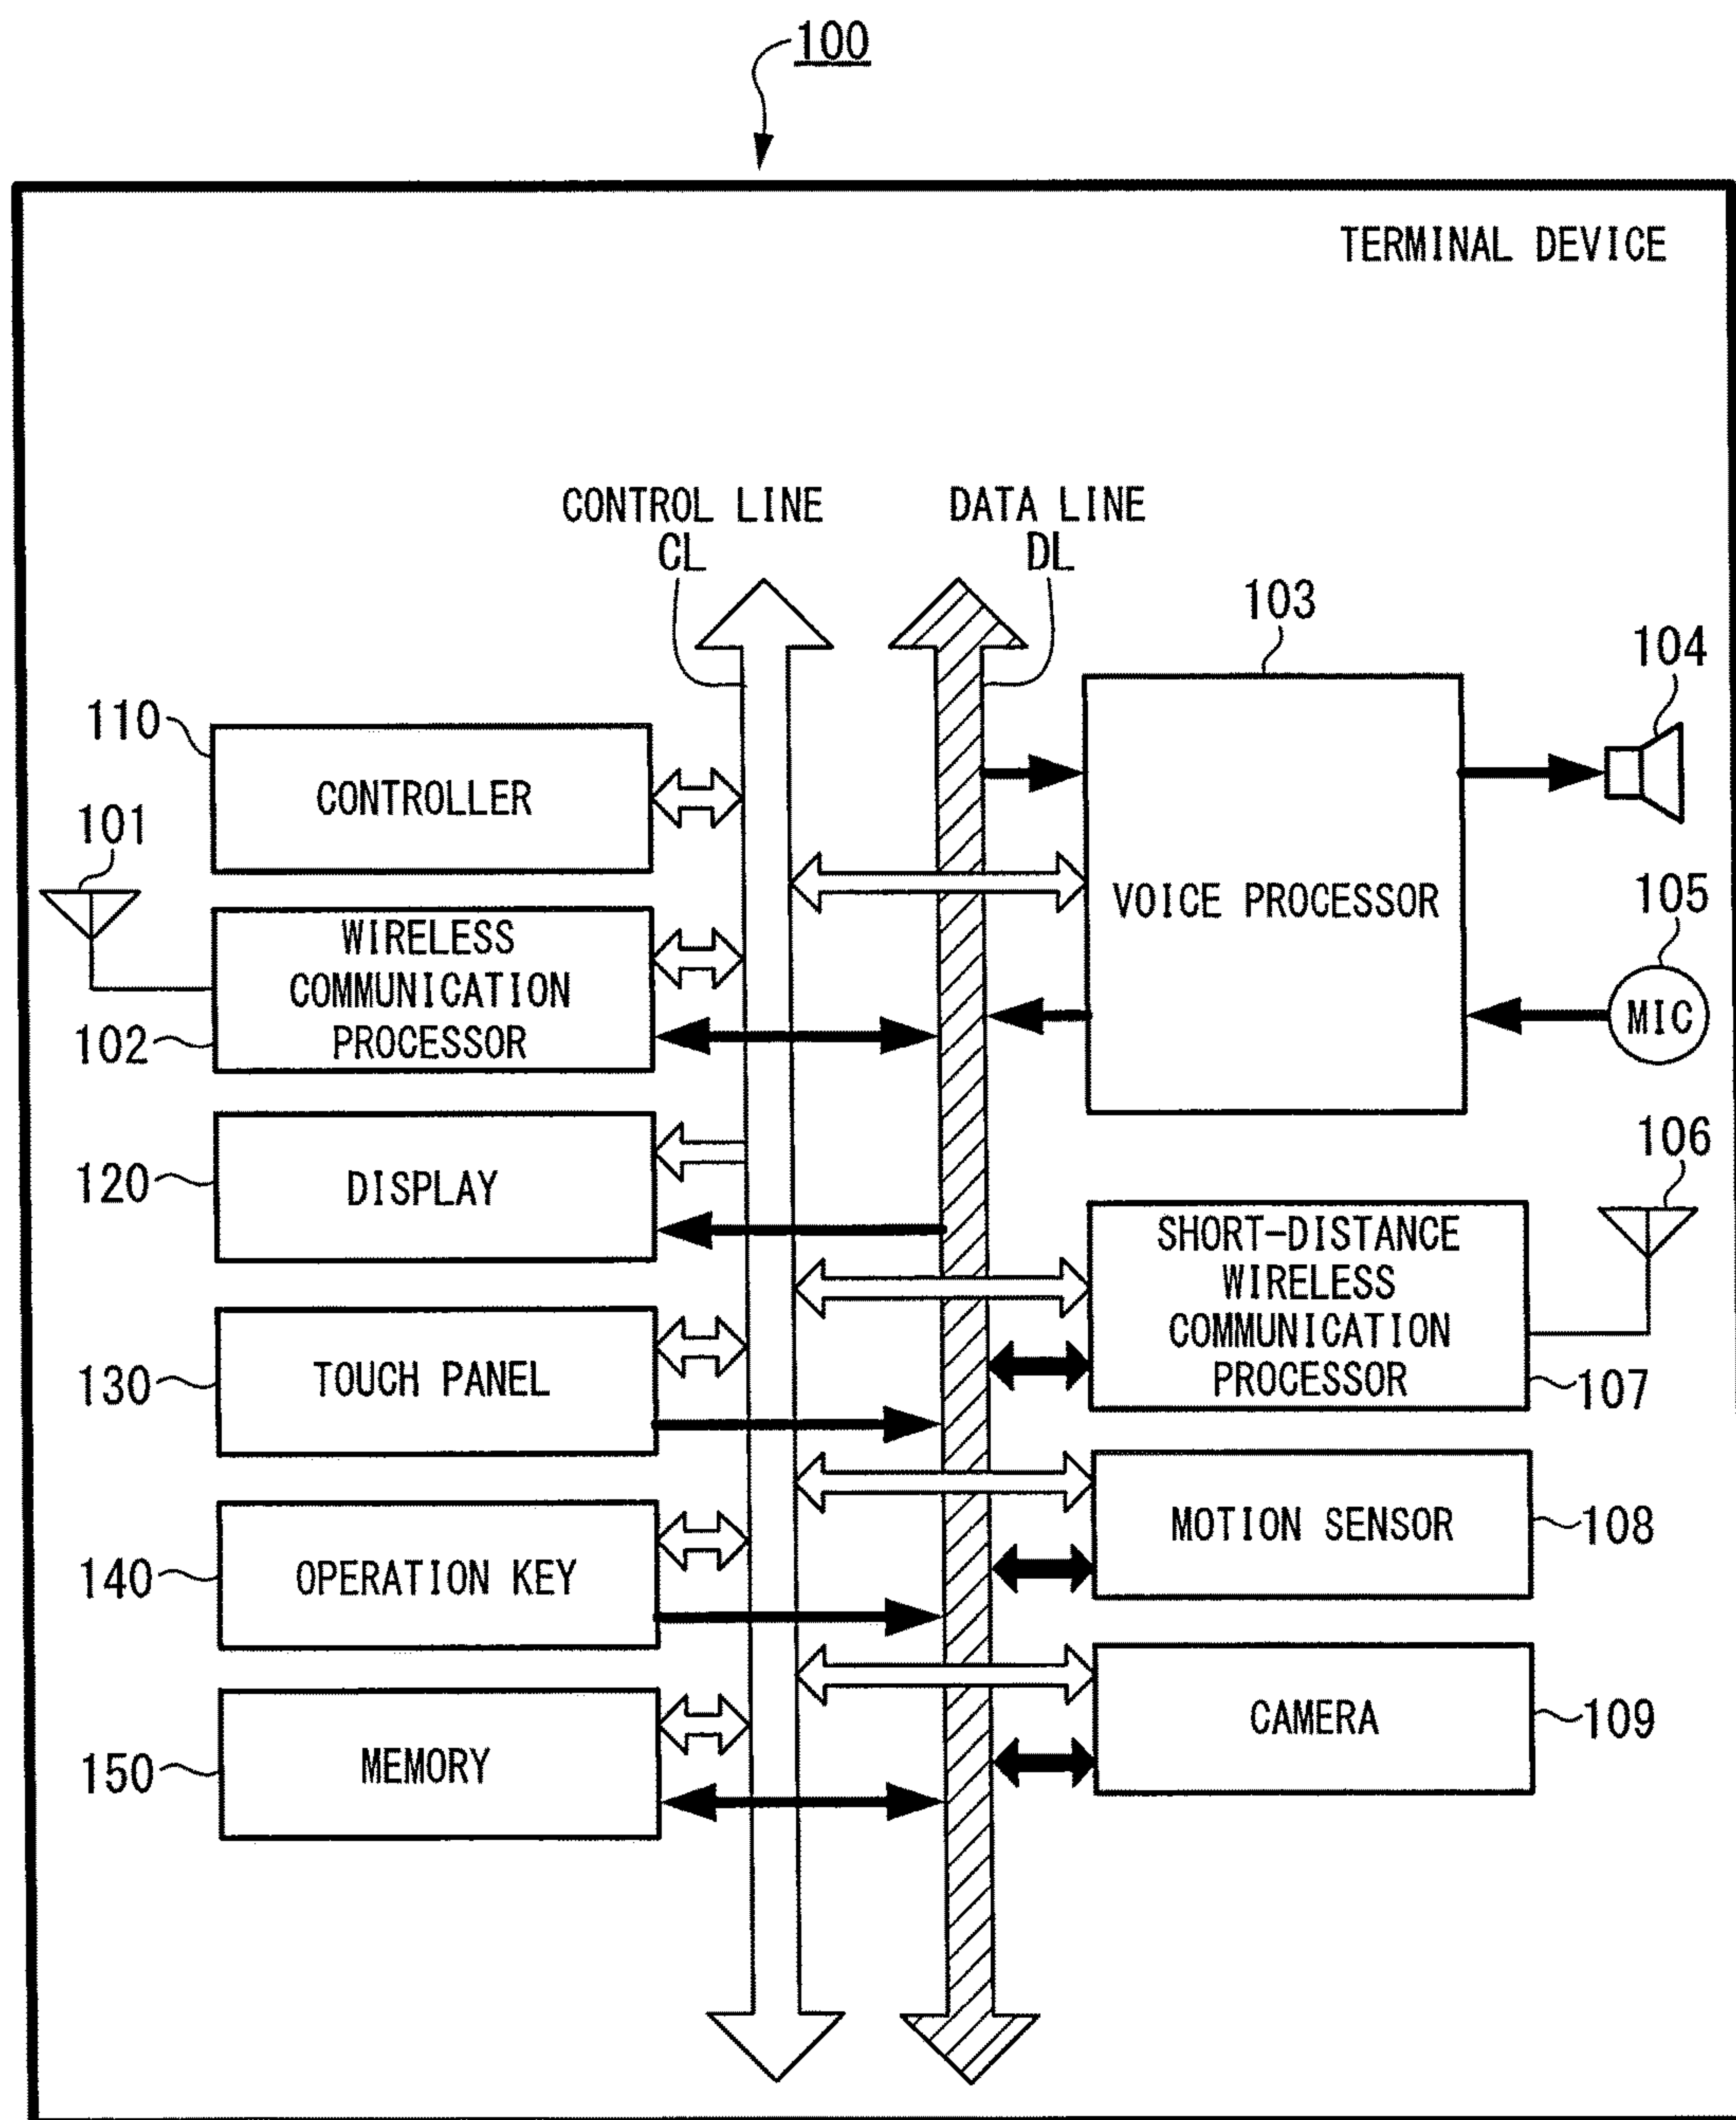 100
TERMINAL DEVICE
CONTROL LINE
CL
DATA LINE
DL
103
104
110
CONTROLLER
101
VOICE PROCESSOR
105
MIC
WIRELESS
COMMUNICATION
PROCESSOR
102
106
120
DISPLAY
SHORT-DISTANCE
WIRELESS
COMMUNICATION
PROCESSOR
107
130
TOUCH PANEL
MOTION SENSOR
108
140
OPERATION KEY
CAMERA
109
150
MEMORY